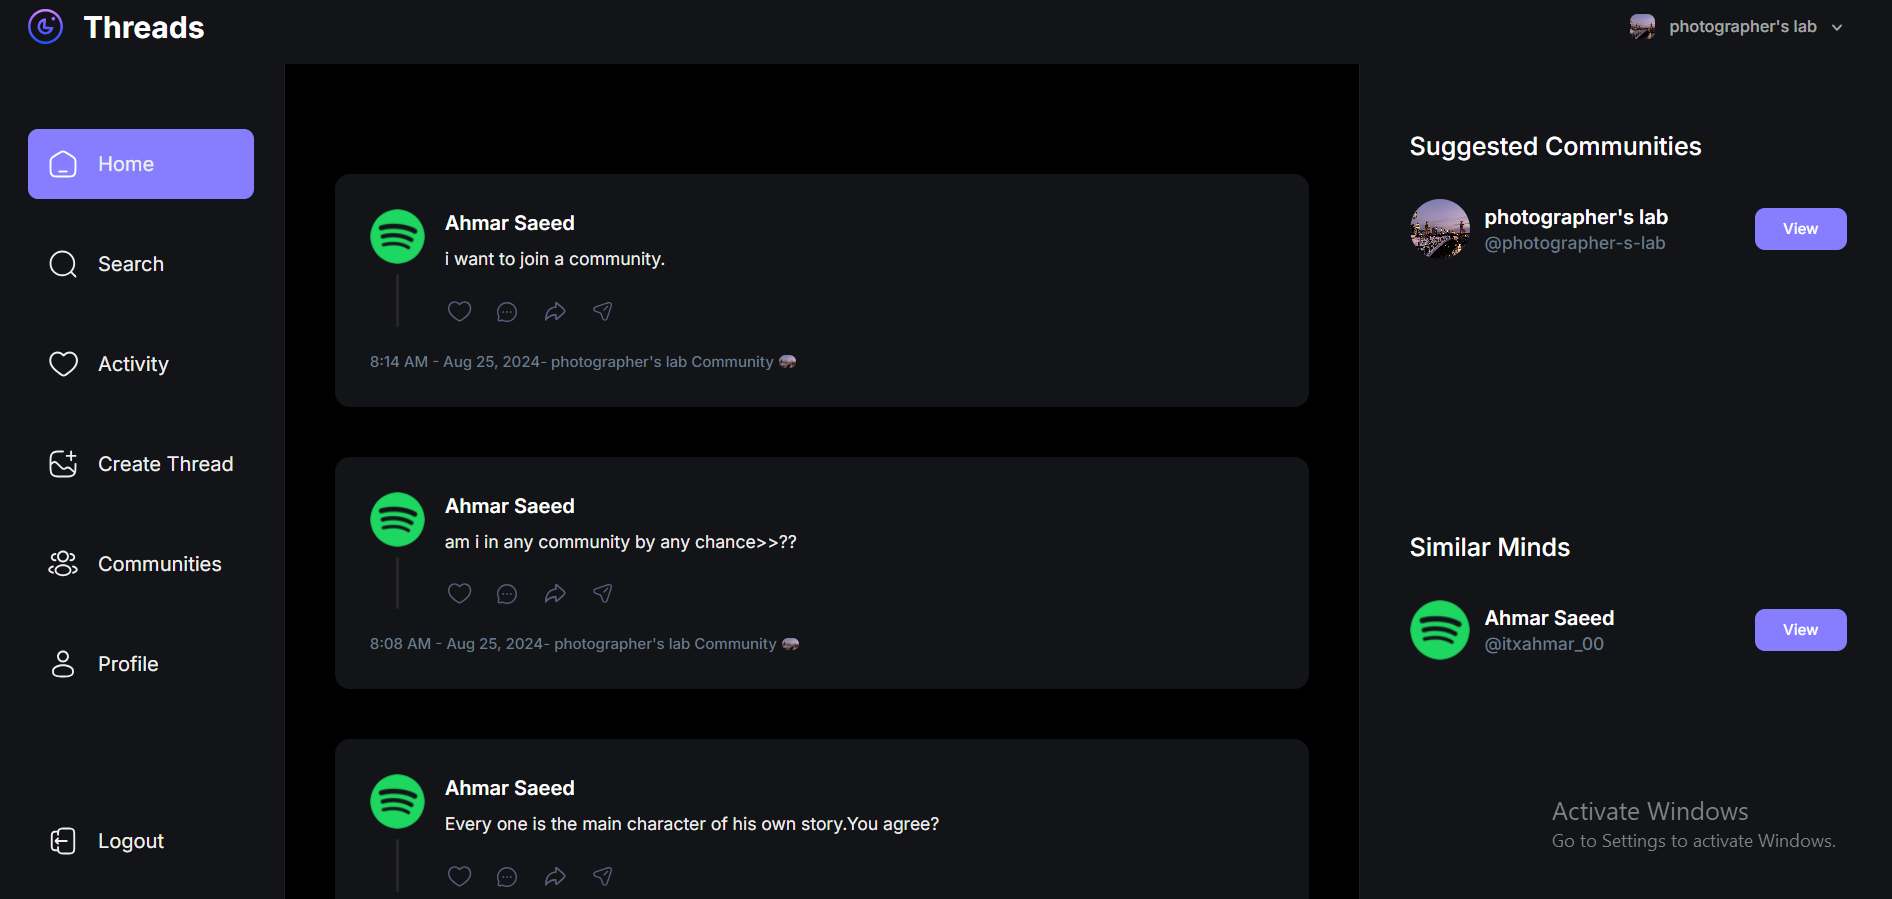 Threads
photographer's lab
Home
Search
Activity
Create Thread
Communities
Profile
Logout
Ahmar Saeed
i want to join a community.
8:14 AM - Aug 25, 2024- photographer's lab Community
Ahmar Saeed
am i in any community by any chance>>??
8:08 AM - Aug 25, 2024- photographer's lab Community
Ahmar Saeed
Every one is the main character of his own story.You agree?
Suggested Communities
photographer's lab
@photographer-s-lab
View
Similar Minds
Ahmar Saeed
@itxahmar_00
View
Activate Windows
Go to Settings to activate Windows.